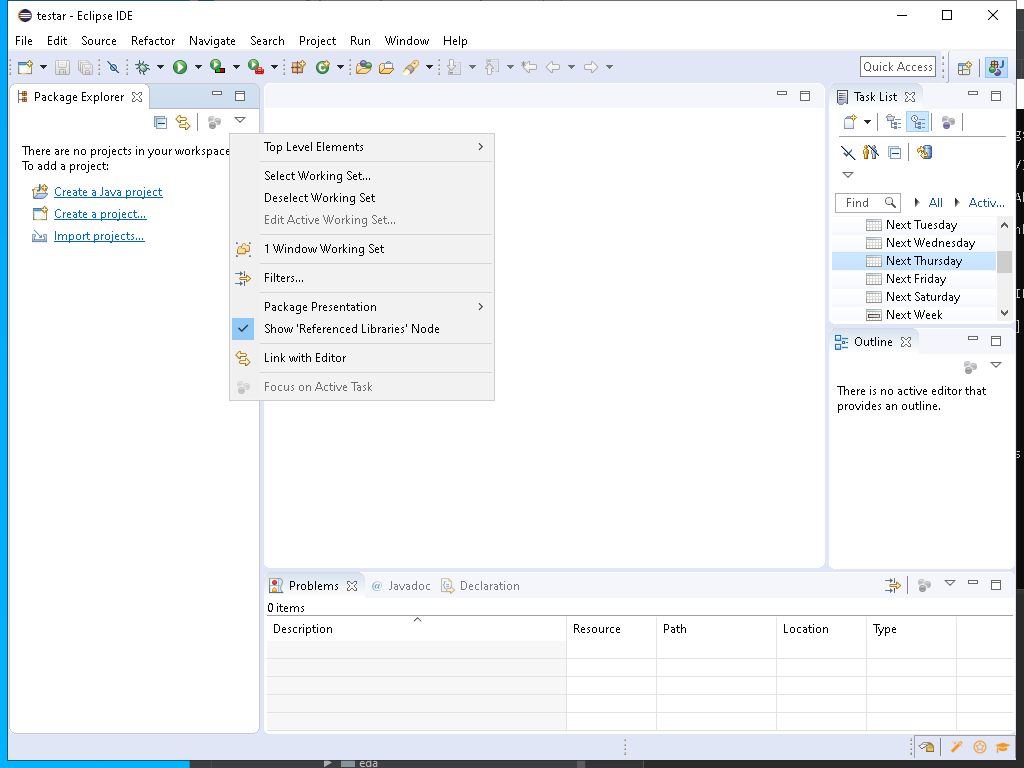 testar - Eclipse IDE
File Edit Source Refactor Navigate Search Project Run Window Help
Quick Access
Package Explorer
There are no projects in your workspace
To add a project:
Create a Java project
Create a project...
Import projects...
Top Level Elements
Select Working Set...
Deselect Working Set
Edit Active Working Set...
1 Window Working Set
Filters...
Package Presentation
Show 'Referenced Libraries' Node
Link with Editor
Focus on Active Task
Task List
Find All Activ...
Next Tuesday
Next Wednesday
Next Thursday
Next Friday
Next Saturday
Next Week
Outline
There is no active editor that
provides an outline.
Problems @ Javadoc Declaration
0 items
Description Resource Path Location Type
eda